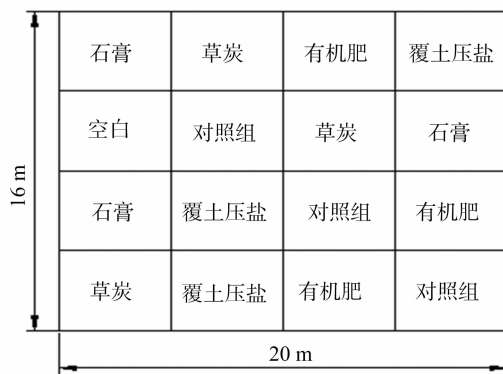 石膏 草炭 有机肥 覆土压盐
空白 对照组 草炭 石膏
石膏 覆土压盐 对照组 有机肥
草炭 覆土压盐 有机肥 对照组
16 m
20 m